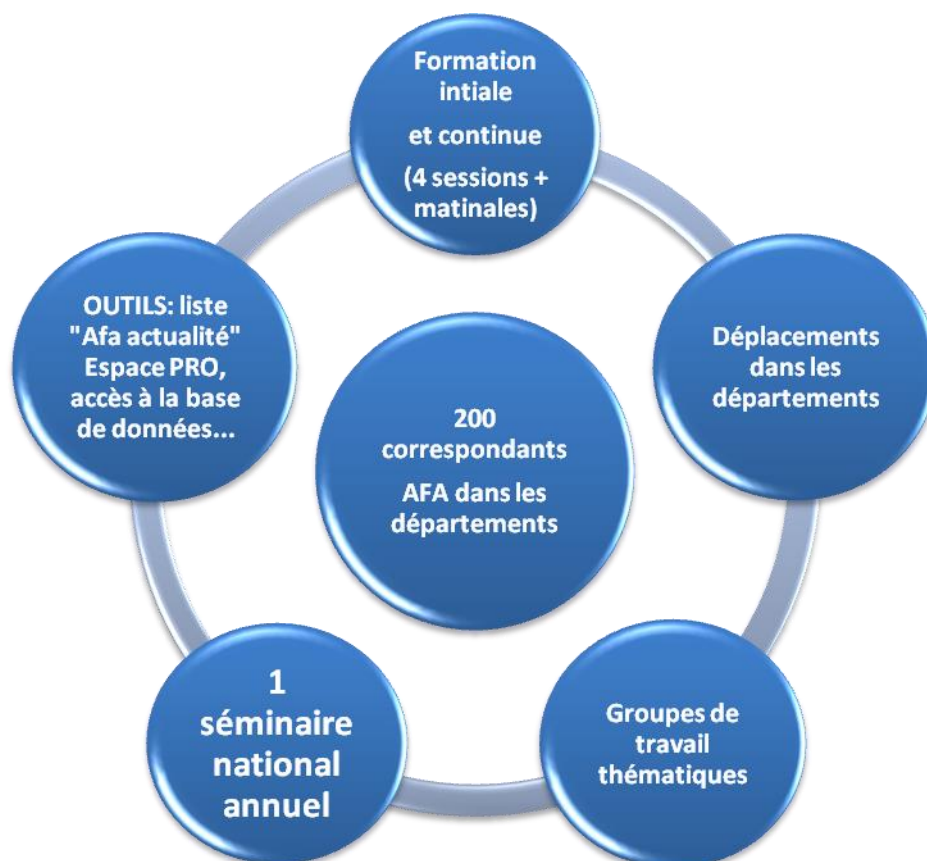 Formation
intiale
et continue
(4 sessions +
matinales)
Déplacements
dans les
départements
Groupes de
travail
thématiques
1
séminaire
national
annuel
OUTILS: liste
"Afa actualité"
Espace PRO,
accès à la base
de données...
200
correspondants
AFA dans les
départements